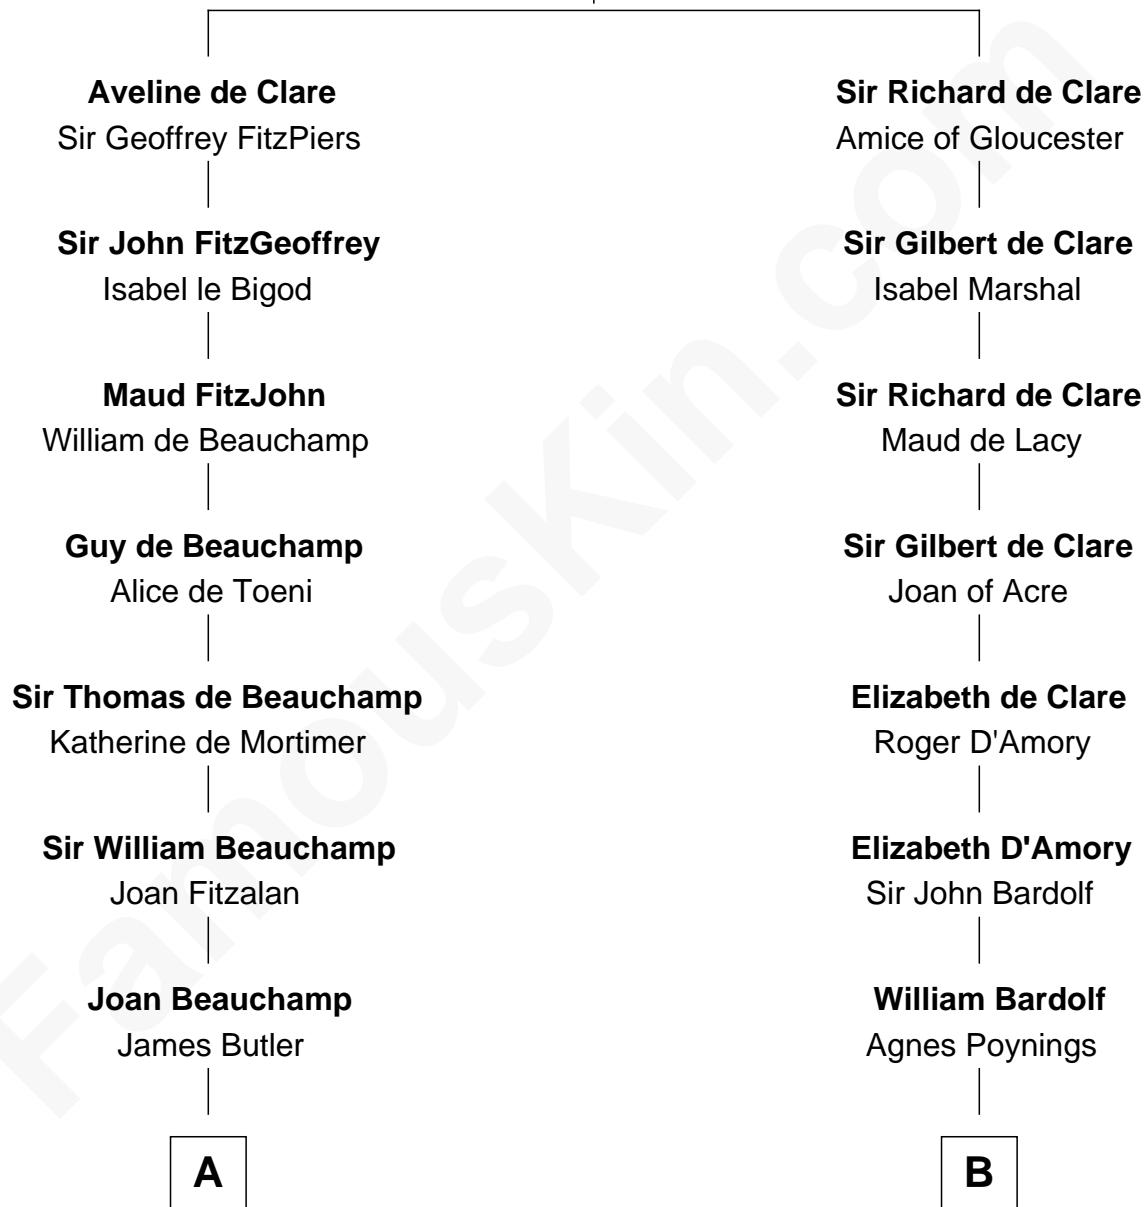 Aveline de Clare
Sir Geoffrey FitzPiers
Sir John FitzGeoffrey
Isabel le Bigod
Maud FitzJohn
William de Beauchamp
Guy de Beauchamp
Alice de Toeni
Sir Thomas de Beauchamp
Katherine de Mortimer
Sir William Beauchamp
Joan Fitzalan
Joan Beauchamp
James Butler
A
Sir Richard de Clare
Amice of Gloucester
Sir Gilbert de Clare
Isabel Marshal
Sir Richard de Clare
Maud de Lacy
Sir Gilbert de Clare
Joan of Acre
Elizabeth de Clare
Roger D'Amory
Elizabeth D'Amory
Sir John Bardolf
William Bardolf
Agnes Poynings
B
FamousKin.com